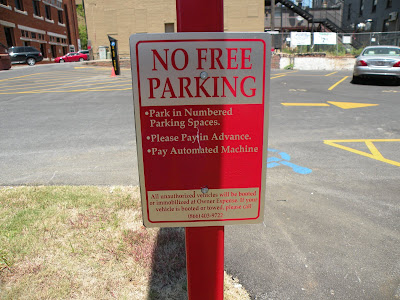 NO FREE
PARKING
•Park in Numbered
Parking Spaces.
•Please Pay in Advance.
•Pay Automated Machine
All unauthorized vehicles will be booted
or immobilized at Owner Expense. If your
vehicle is booted or towed, please call